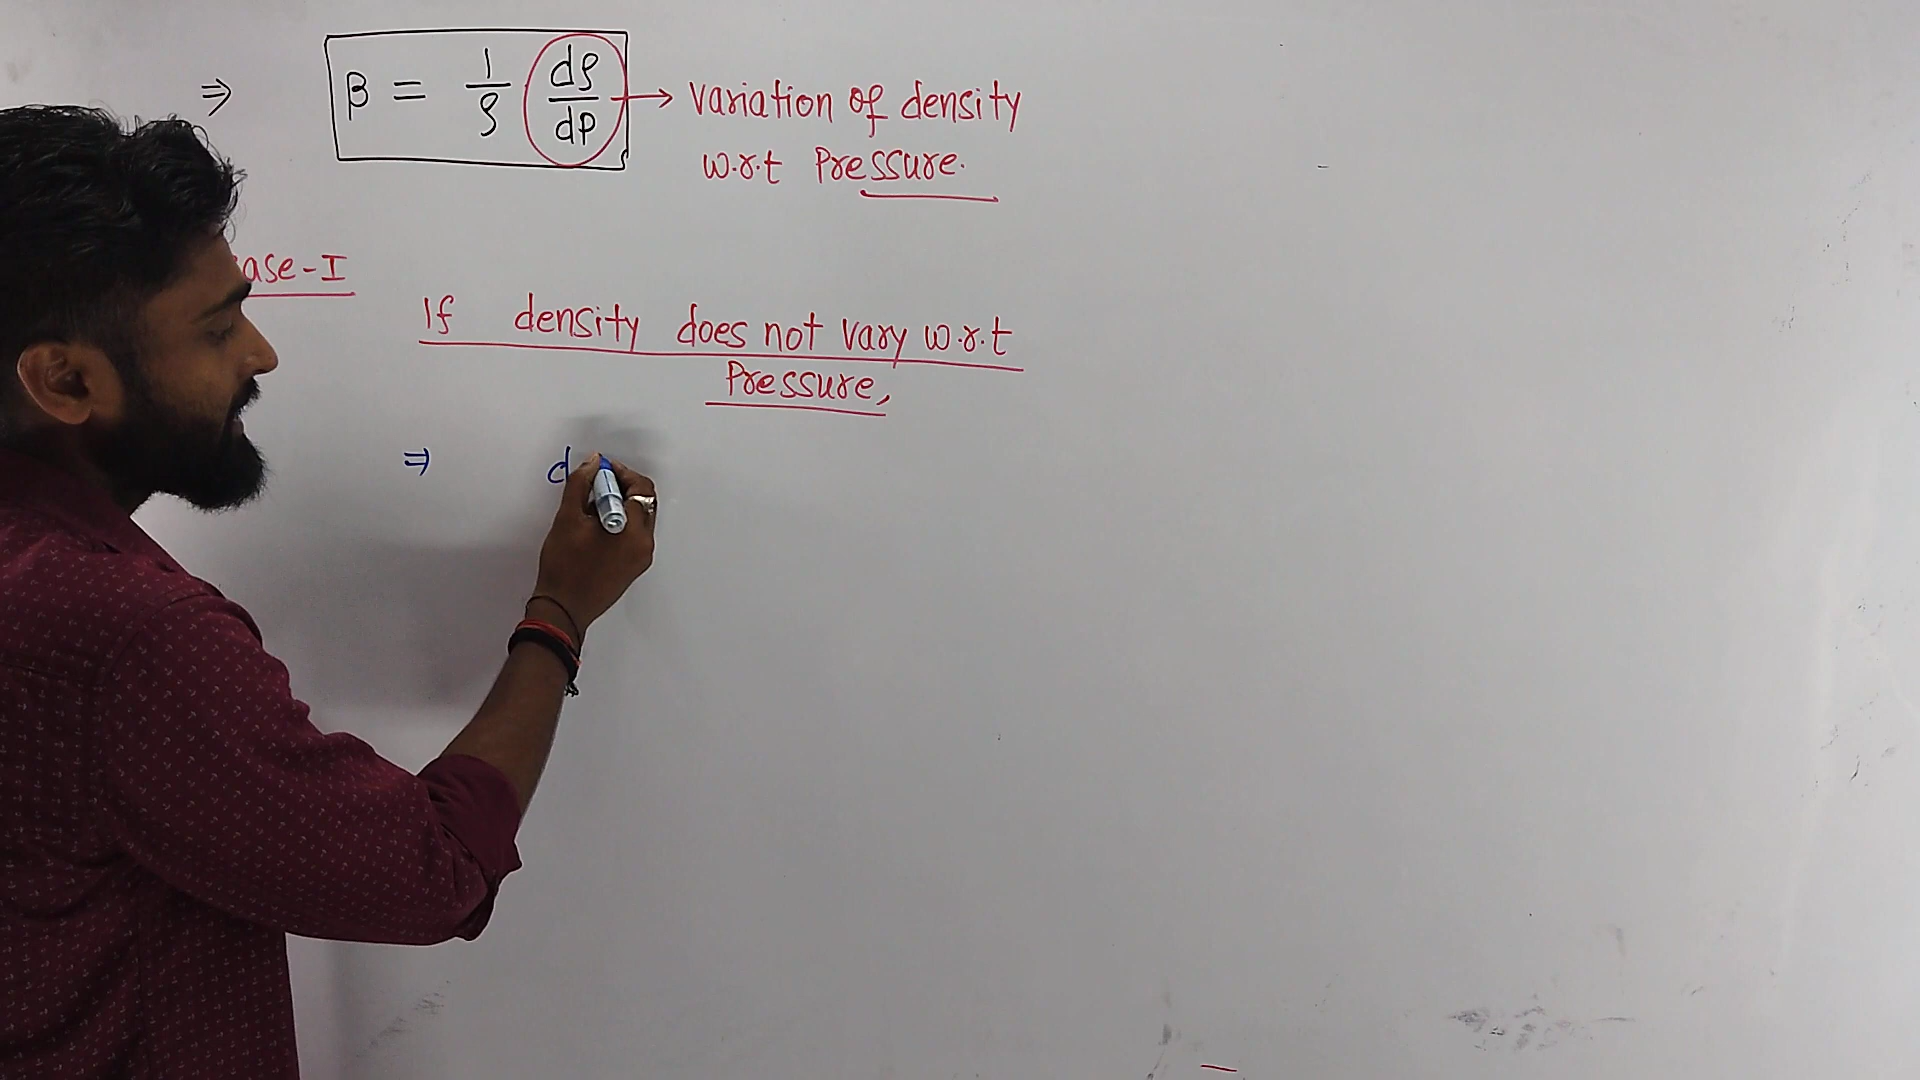 ⇒ β = 1/ρ dρ/dp → variation of density
w.r.t Pressure.
ase-I
If density does not vary w.r.t
Pressure,
⇒ d